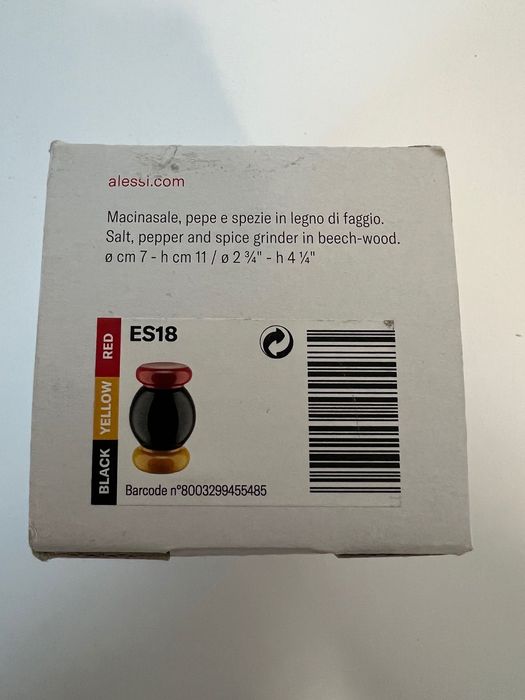 alessi.com
Macinasale, pepe e spezie in legno di faggio.
Salt, pepper and spice grinder in beech-wood.
ø cm 7 - h cm 11 / ø 2 ¾" - h 4 ¼"
ES18
RED
YELLOW
BLACK
Barcode n°8003299455485